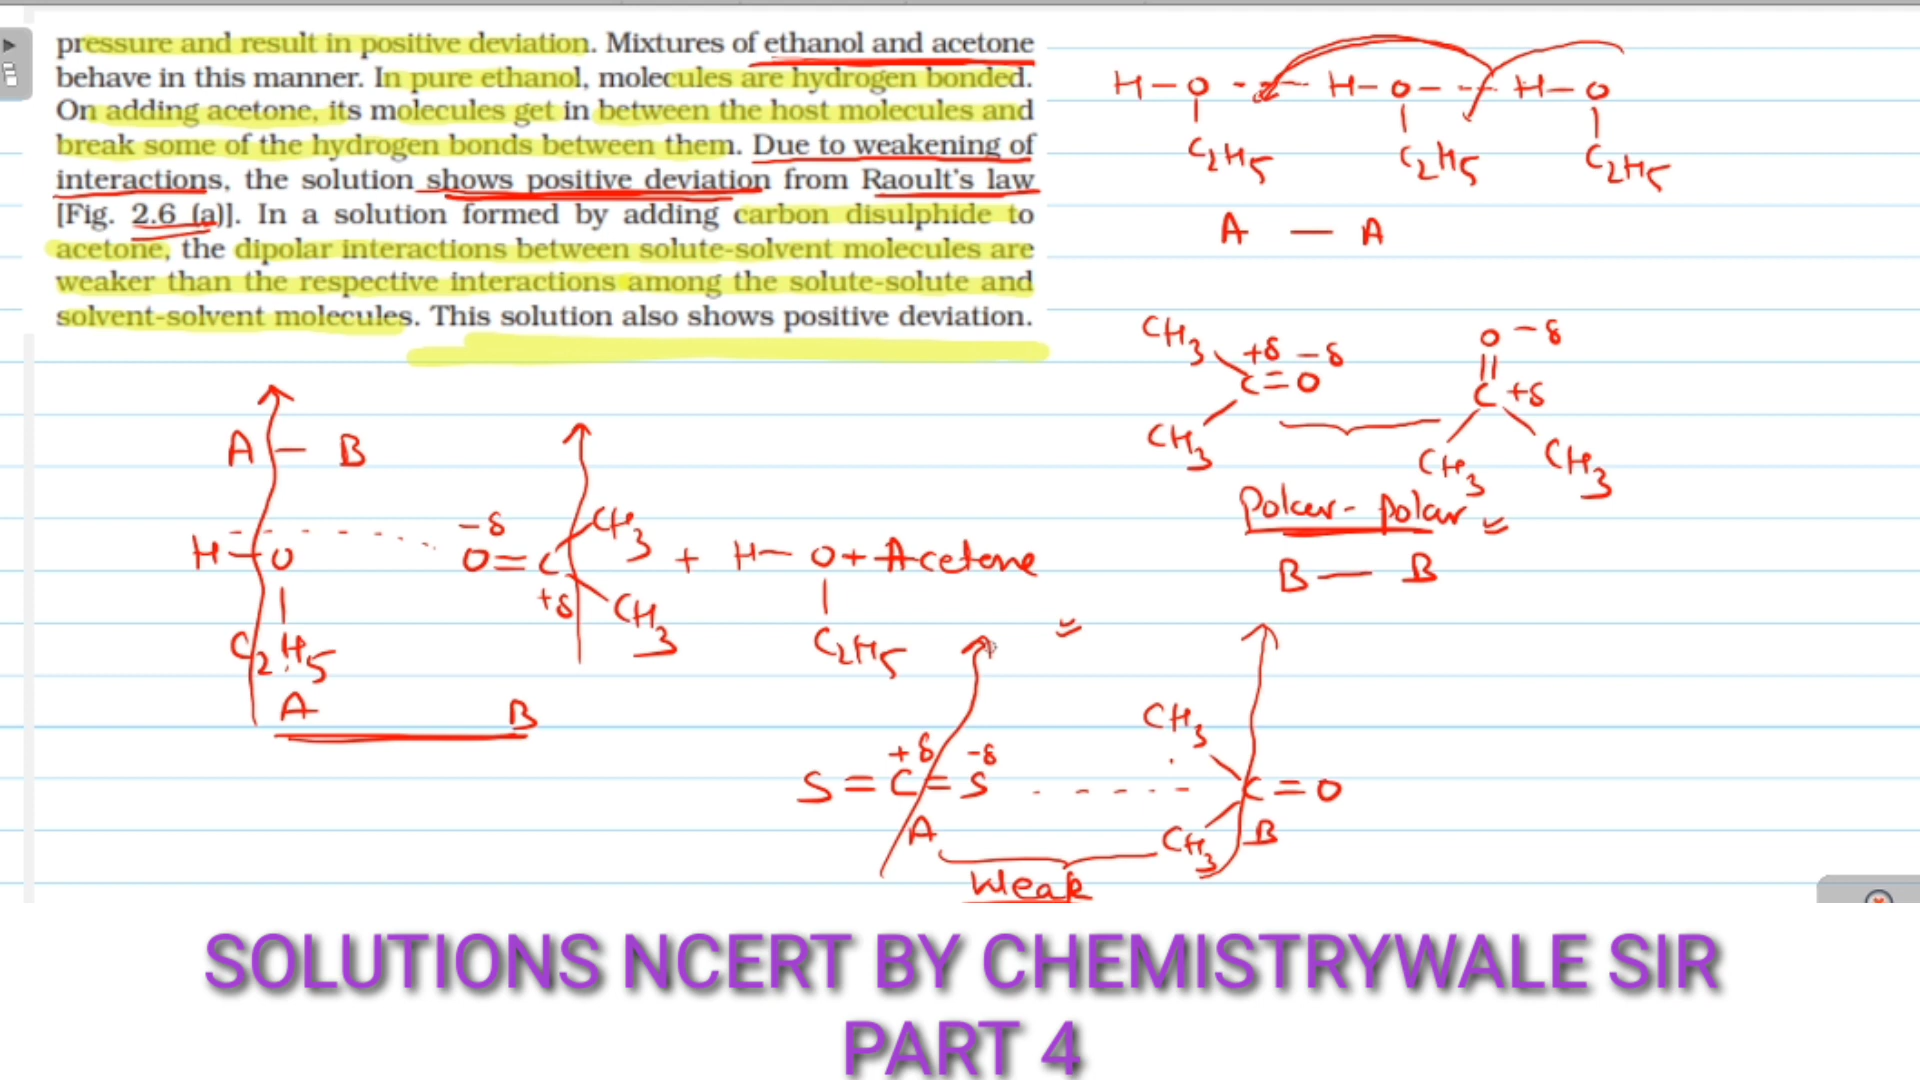 pressure and result in positive deviation. Mixtures of ethanol and acetone
behave in this manner. In pure ethanol, molecules are hydrogen bonded.
On adding acetone, its molecules get in between the host molecules and
break some of the hydrogen bonds between them. Due to weakening of
interactions, the solution shows positive deviation from Raoult's law
[Fig. 2.6 (a)]. In a solution formed by adding carbon disulphide to
acetone, the dipolar interactions between solute-solvent molecules are
weaker than the respective interactions among the solute-solute and
solvent-solvent molecules. This solution also shows positive deviation.
H-O --- H-O- -- H-O
C2H5 C2H5 C2H5
A — A
CH3 +δ -δ O -δ
C=O C +δ
CH3 CH3 CH3
Polar - Polar
B — B
A - B
-δ CH3
H-O O=C + H-O + Acetone
+δ CH3
C2H5 C2H5
A B
CH3
+δ -δ
S=C=S ------ C=O
A CH3 B
Weak
SOLUTIONS NCERT BY CHEMISTRYWALE SIR
PART 4